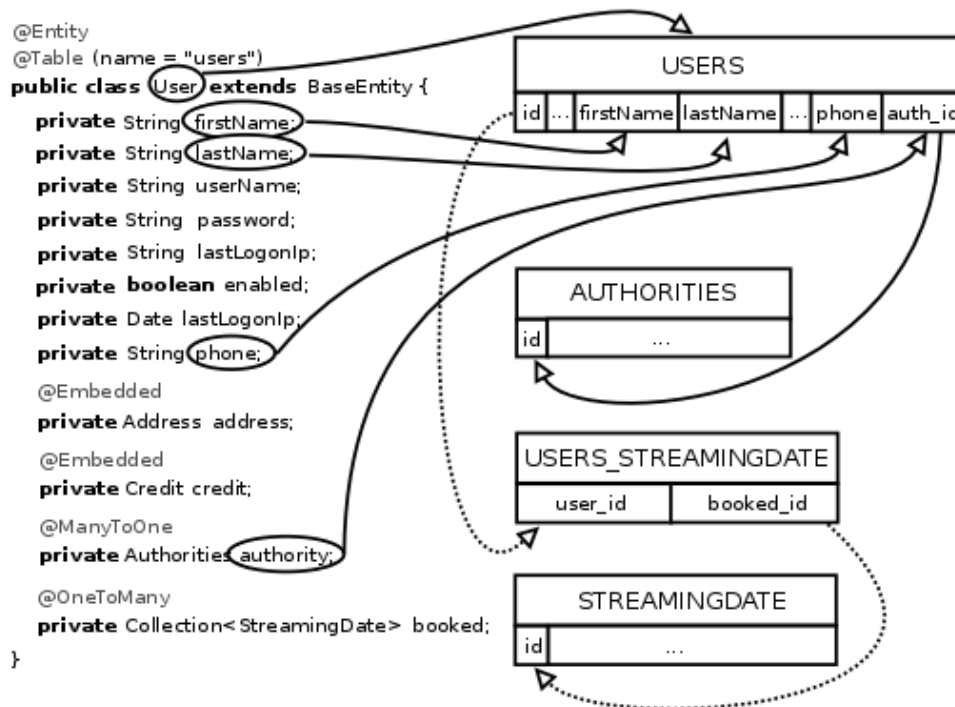 @Entity
@Table (name = "users")
public class User extends BaseEntity {
private String firstName;
private String lastName;
private String userName;
private String password;
private String lastLogonIp;
private boolean enabled;
private Date lastLogonIp;
private String phone;
@Embedded
private Address address;
@Embedded
private Credit credit;
@ManyToOne
private Authorities authority;
@OneToMany
private Collection<StreamingDate> booked;
}
USERS
id ... firstName lastName ... phone auth_id
AUTHORITIES
id ...
USERS_STREAMINGDATE
user_id booked_id
STREAMINGDATE
id ...